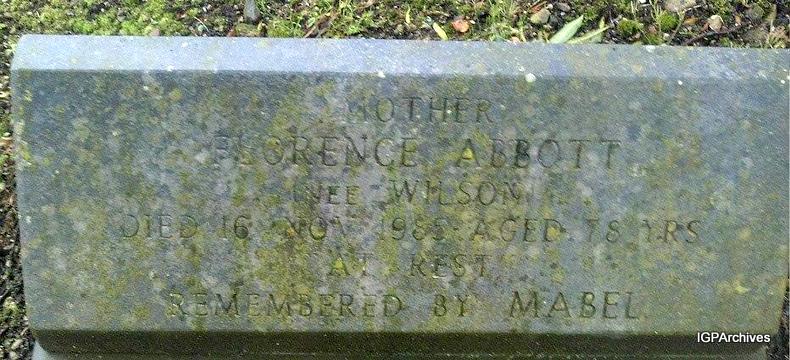 MOTHER
FLORENCE ABBOTT
(NEE WILSON)
DIED 16 NOV 1985 AGED 78 YRS
AT REST
REMEMBERED BY MABEL
IGPArchives